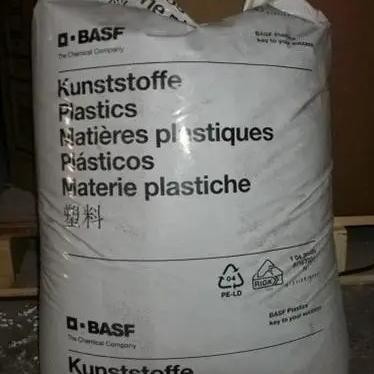 BASF
The Chemical Company
BASF Plastics
key to your success
Kunststoffe
Plastics
Matières plastiques
Plásticos
Materie plastiche
塑料
04
PE-LD
RIGK
BASF Plastics
key to your success
BASF
The Chemical Company
Kunststoffe